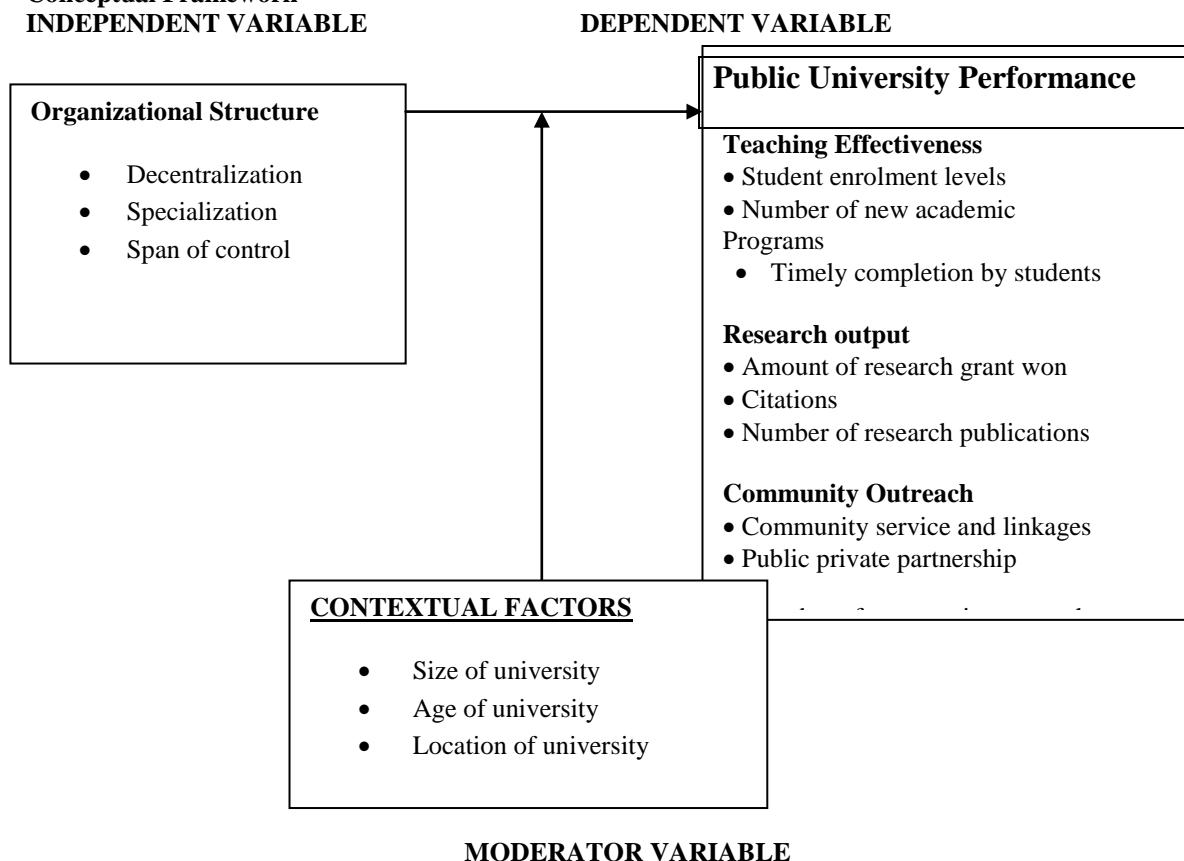 Conceptual Framework
INDEPENDENT VARIABLE
DEPENDENT VARIABLE
Organizational Structure
• Decentralization
• Specialization
• Span of control
Public University Performance
Teaching Effectiveness
• Student enrolment levels
• Number of new academic
Programs
• Timely completion by students
Research output
• Amount of research grant won
• Citations
• Number of research publications
Community Outreach
• Community service and linkages
• Public private partnership
CONTEXTUAL FACTORS
• Size of university
• Age of university
• Location of university
MODERATOR VARIABLE